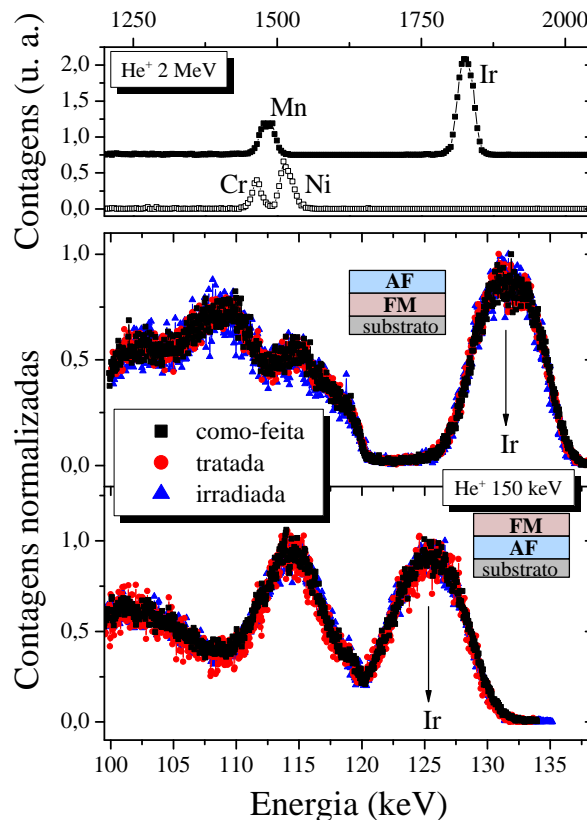 1250 1500 1750 2000
Contagens (u. a.)
2,0
1,5
1,0
0,5
0,0
He+ 2 MeV
Mn
Ir
Cr
Ni
Contagens normalizadas
1,0
0,5
0,0
AF
FM
substrato
Ir
como-feita
tratada
irradiada
He+ 150 keV
1,0
0,5
0,0
FM
AF
substrato
Ir
100 105 110 115 120 125 130 135
Energia (keV)